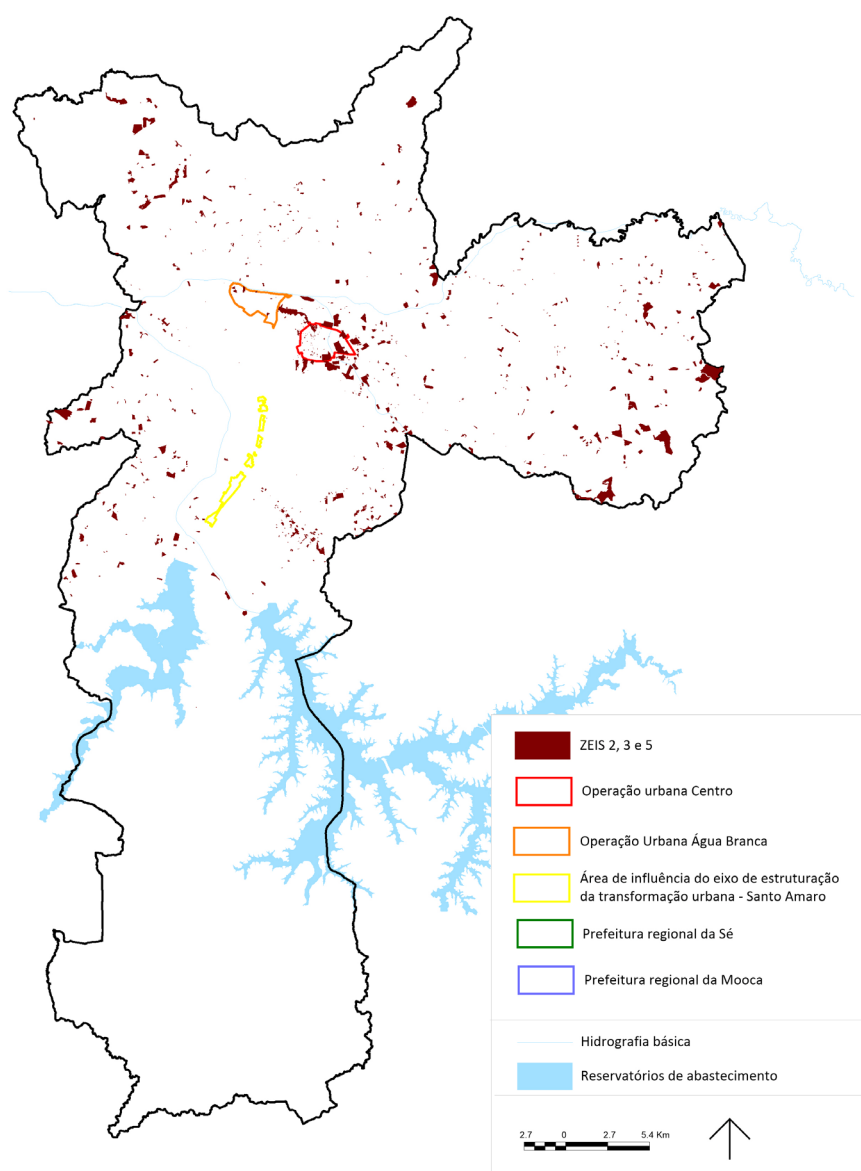 ZEIS 2, 3 e 5
Operação urbana Centro
Operação Urbana Água Branca
Área de influência do eixo de estruturação
da transformação urbana - Santo Amaro
Prefeitura regional da Sé
Prefeitura regional da Mooca
Hidrografia básica
Reservatórios de abastecimento
2.7 0 2.7 5.4 Km